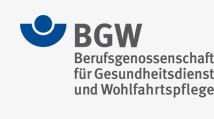 BGW
Berufsgenossenschaft
für Gesundheitsdienst
und Wohlfahrtspflege